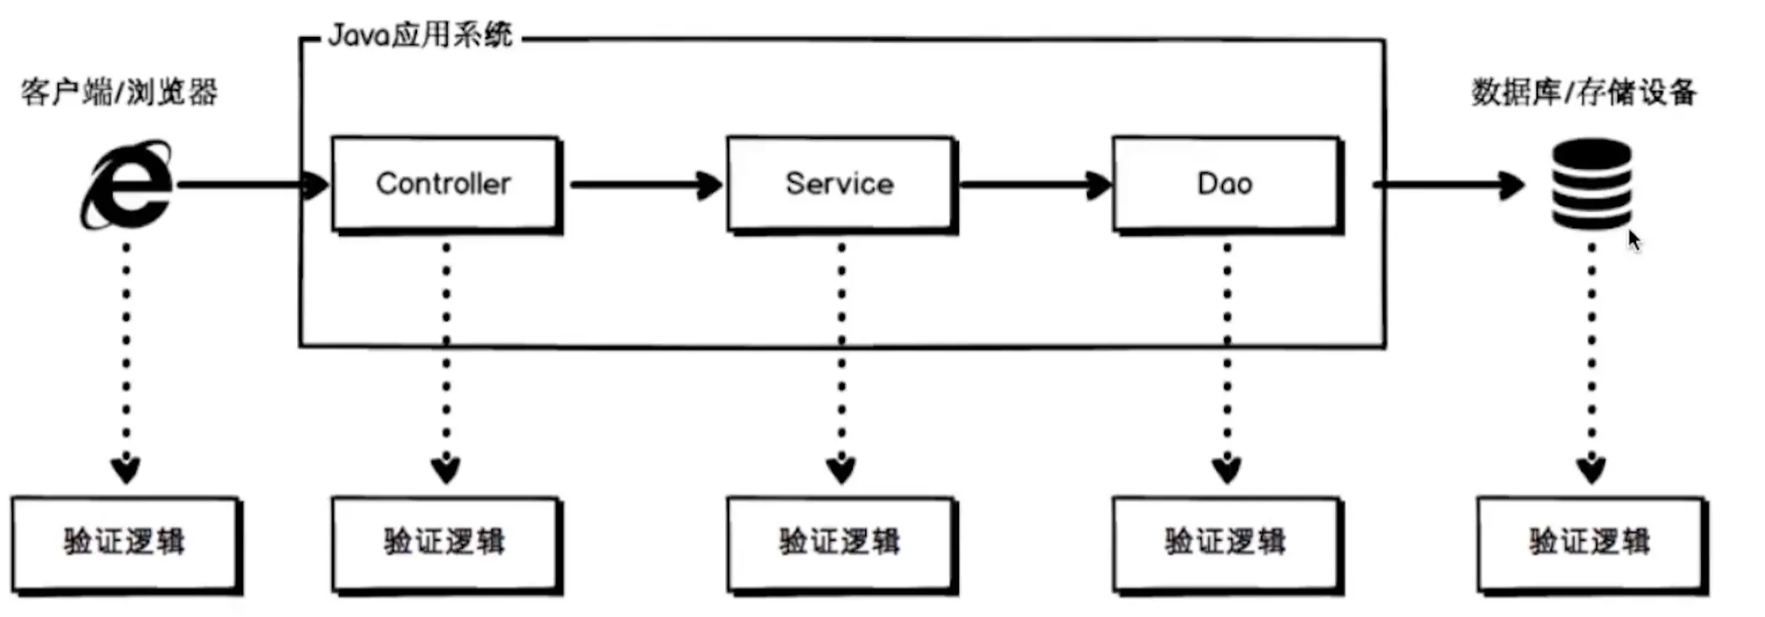 Java应用系统
客户端/浏览器
数据库/存储设备
Controller
Service
Dao
验证逻辑
验证逻辑
验证逻辑
验证逻辑
验证逻辑